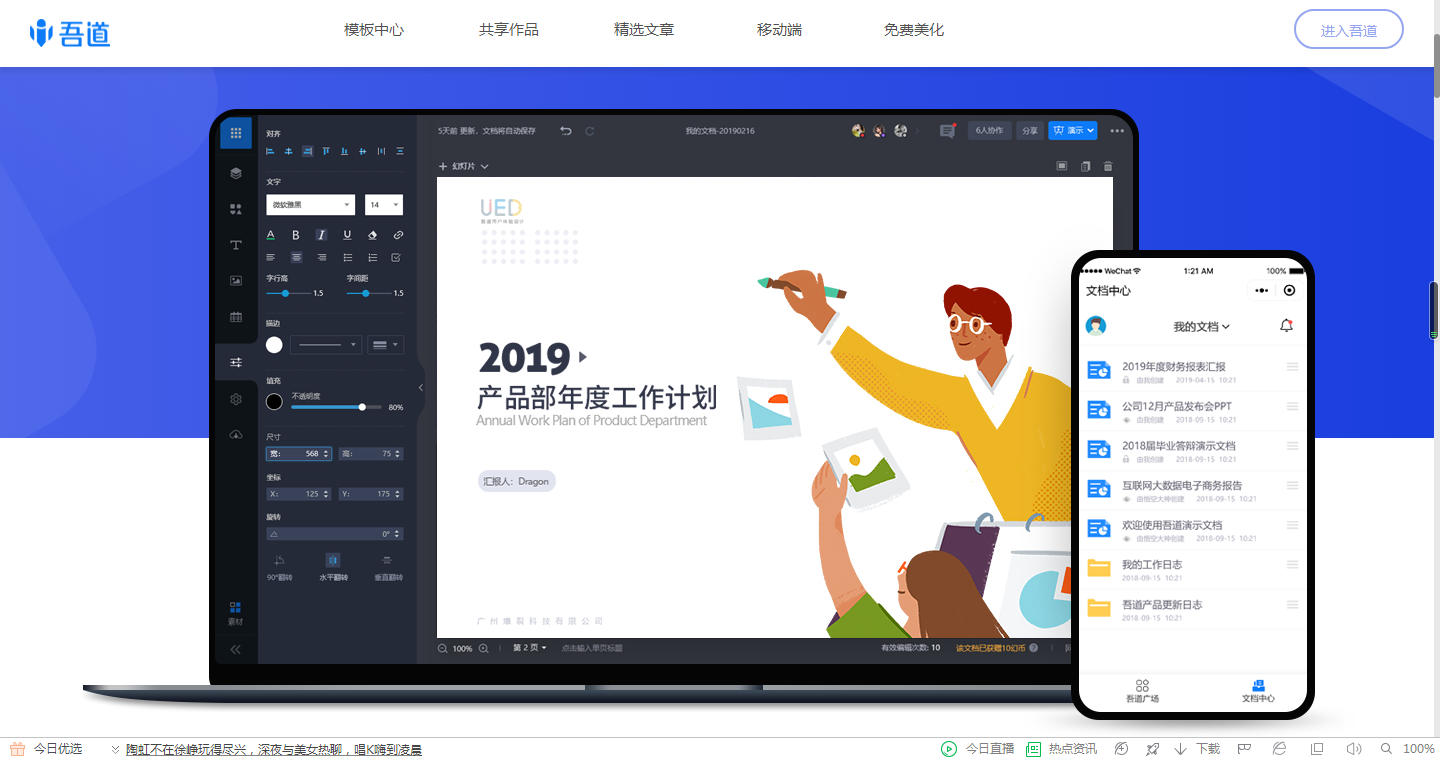 吾道
模板中心 共享作品 精选文章 移动端 免费美化
进入吾道
对齐
5天前 更新，文档将自动保存
我的文档-20190216
6人协作 分享 演示
幻灯片
文字
微软雅黑 14
A B I U
字行高 字间距
1.5 1.5
描边
填充
不透明度
80%
尺寸
宽: 568 高: 75
坐标
X: 125 Y: 175
旋转
0°
90°翻转 水平翻转 垂直翻转
素材
UED
吾道用户体验设计
2019
产品部年度工作计划
Annual Work Plan of Product Department
汇报人：Dragon
广州爆裂科技有限公司
100% 第 2 页 点击输入单页标题
有效编辑次数: 10 该文档已获赠10幻币
WeChat 1:21 AM 100%
文档中心
我的文档
2019年度财务报表汇报
由我创建 2019-04-15 10:21
公司12月产品发布会PPT
由我创建 2018-09-15 10:21
2018届毕业答辩演示文档
由我创建 2018-09-15 10:21
互联网大数据电子商务报告
由悟空大神创建 2018-09-15 10:21
欢迎使用吾道演示文档
由悟空大神创建 2018-09-15 10:21
我的工作日志
2018-09-15 10:21
吾道产品更新日志
2018-09-15 10:21
吾道广场 文档中心
今日优选 陶虹不在徐峥玩得尽兴，深夜与美女热聊，唱K嗨到凌晨
今日直播 热点资讯 下载 100%